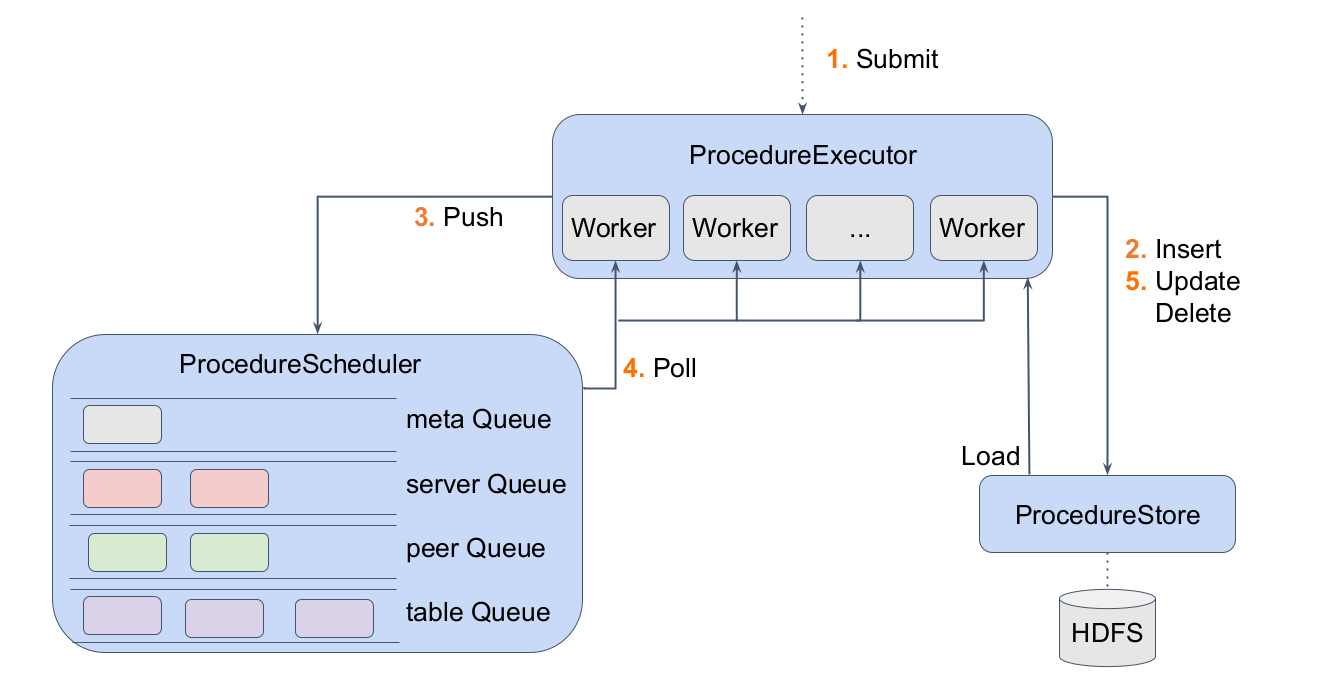 1. Submit
ProcedureExecutor
Worker
Worker
...
Worker
3. Push
2. Insert
5. Update
Delete
4. Poll
ProcedureScheduler
meta Queue
server Queue
peer Queue
table Queue
Load
ProcedureStore
HDFS